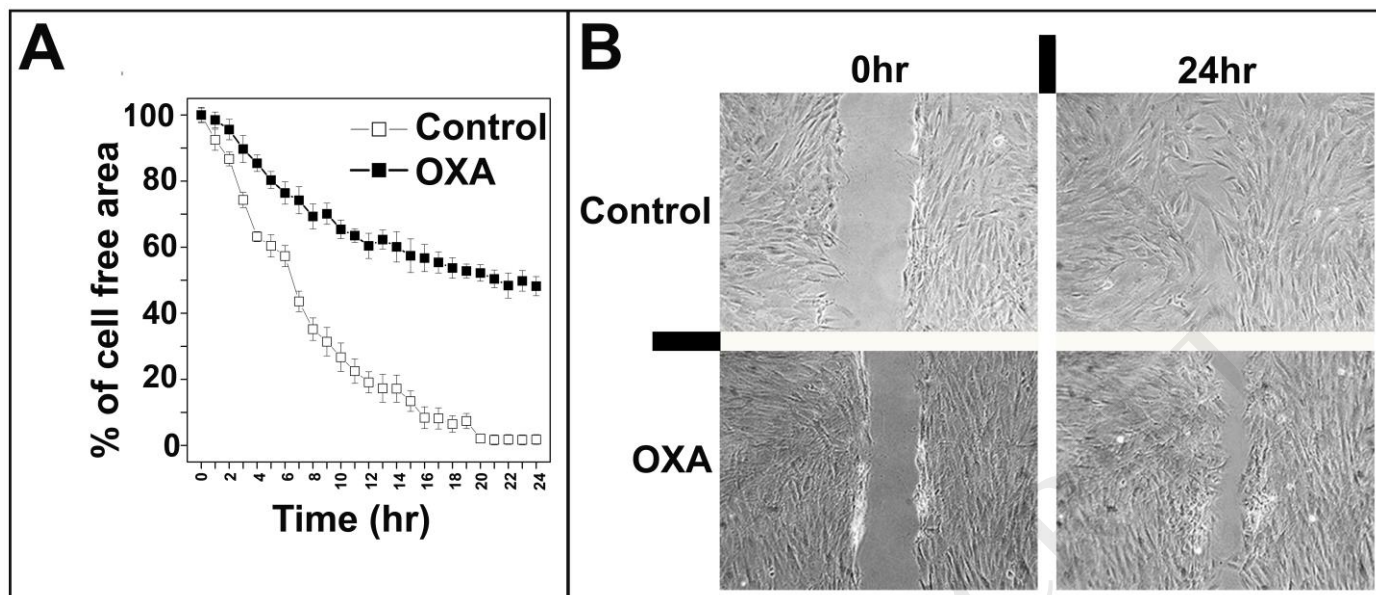 A
% of cell free area
100
80
60
40
20
0
Control
OXA
0 2 4 6 8 10 12 14 16 18 20 22 24
Time (hr)
B
0hr 24hr
Control
OXA